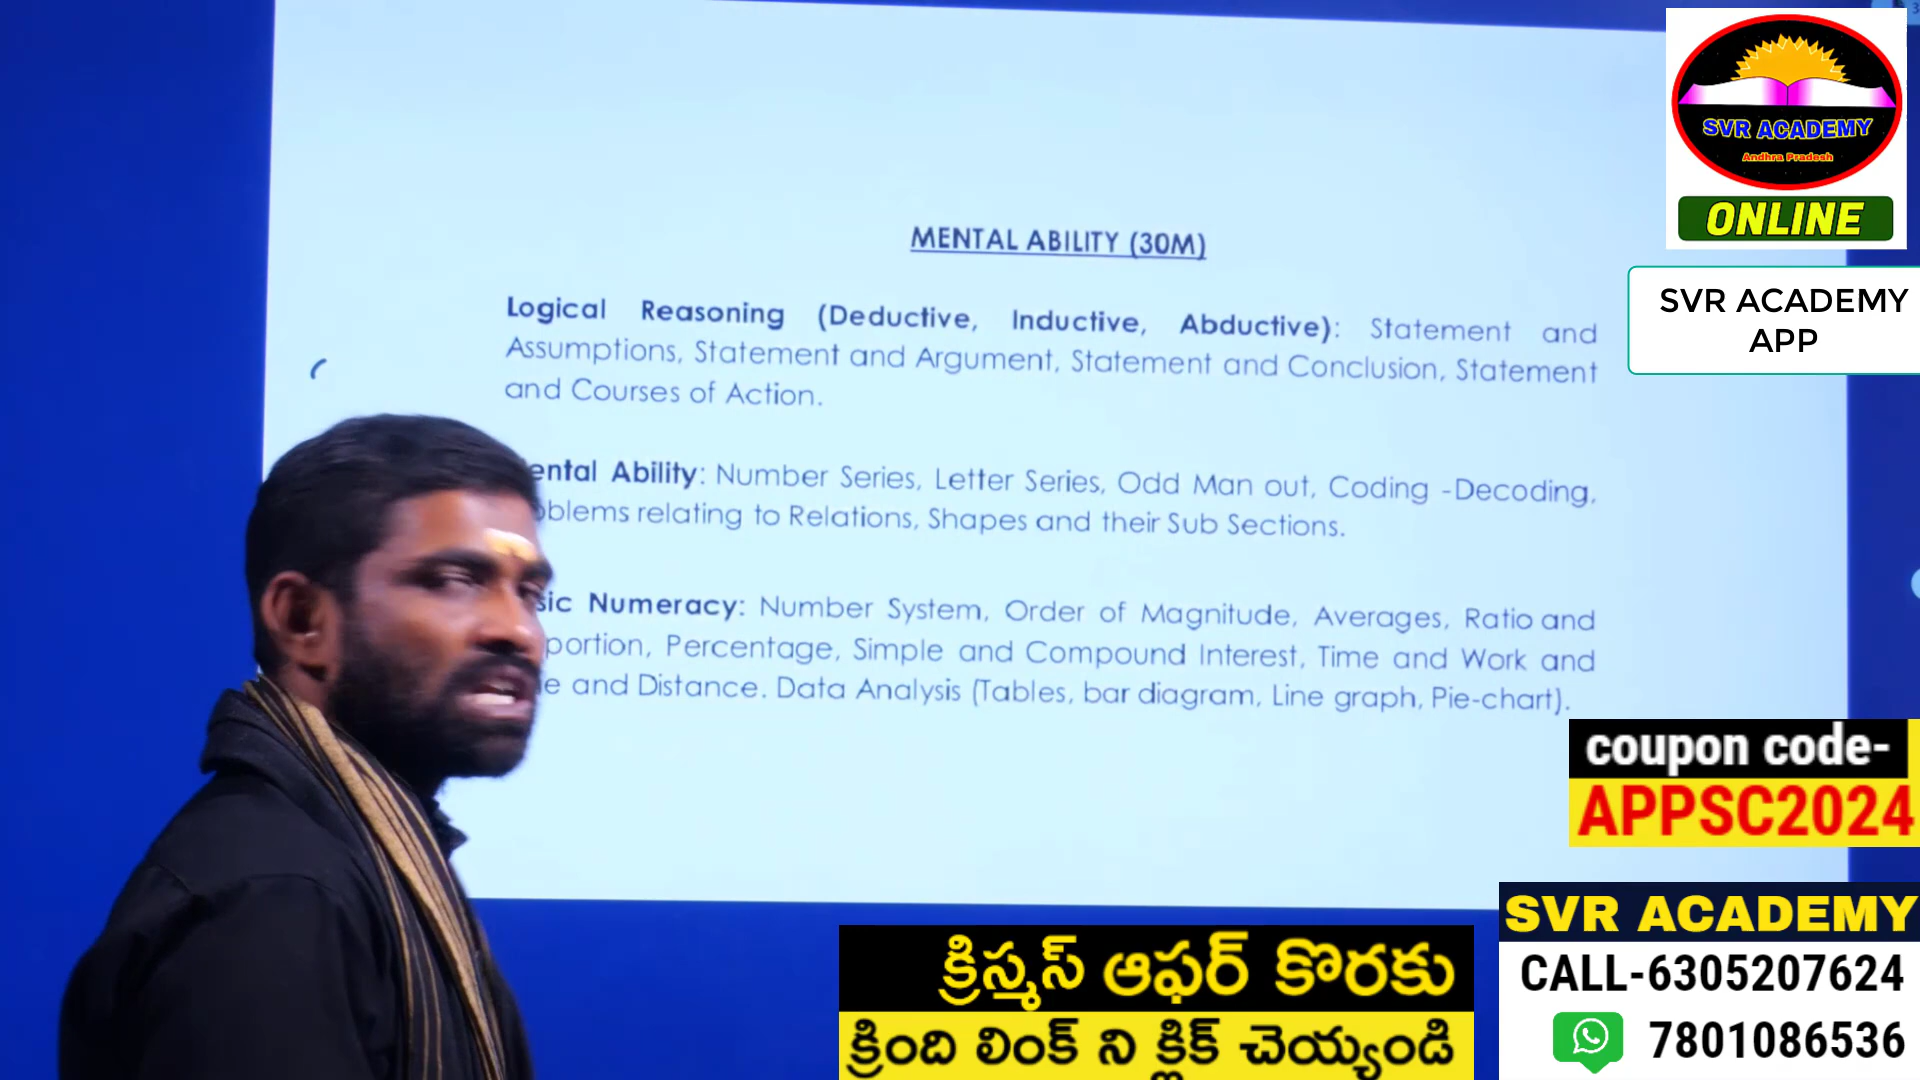 MENTAL ABILITY (30M)
Logical Reasoning (Deductive, Inductive, Abductive): Statement and
Assumptions, Statement and Argument, Statement and Conclusion, Statement
and Courses of Action.
ental Ability: Number Series, Letter Series, Odd Man out, Coding -Decoding,
oblems relating to Relations, Shapes and their Sub Sections.
sic Numeracy: Number System, Order of Magnitude, Averages, Ratio and
portion, Percentage, Simple and Compound Interest, Time and Work and
e and Distance. Data Analysis (Tables, bar diagram, Line graph, Pie-chart).
SVR ACADEMY
Andhra Pradesh
ONLINE
SVR ACADEMY
APP
coupon code-
APPSC2024
SVR ACADEMY
CALL-6305207624
7801086536
క్రిస్మస్ ఆఫర్ కొరకు
క్రింది లింక్ ని క్లిక్ చెయ్యండి